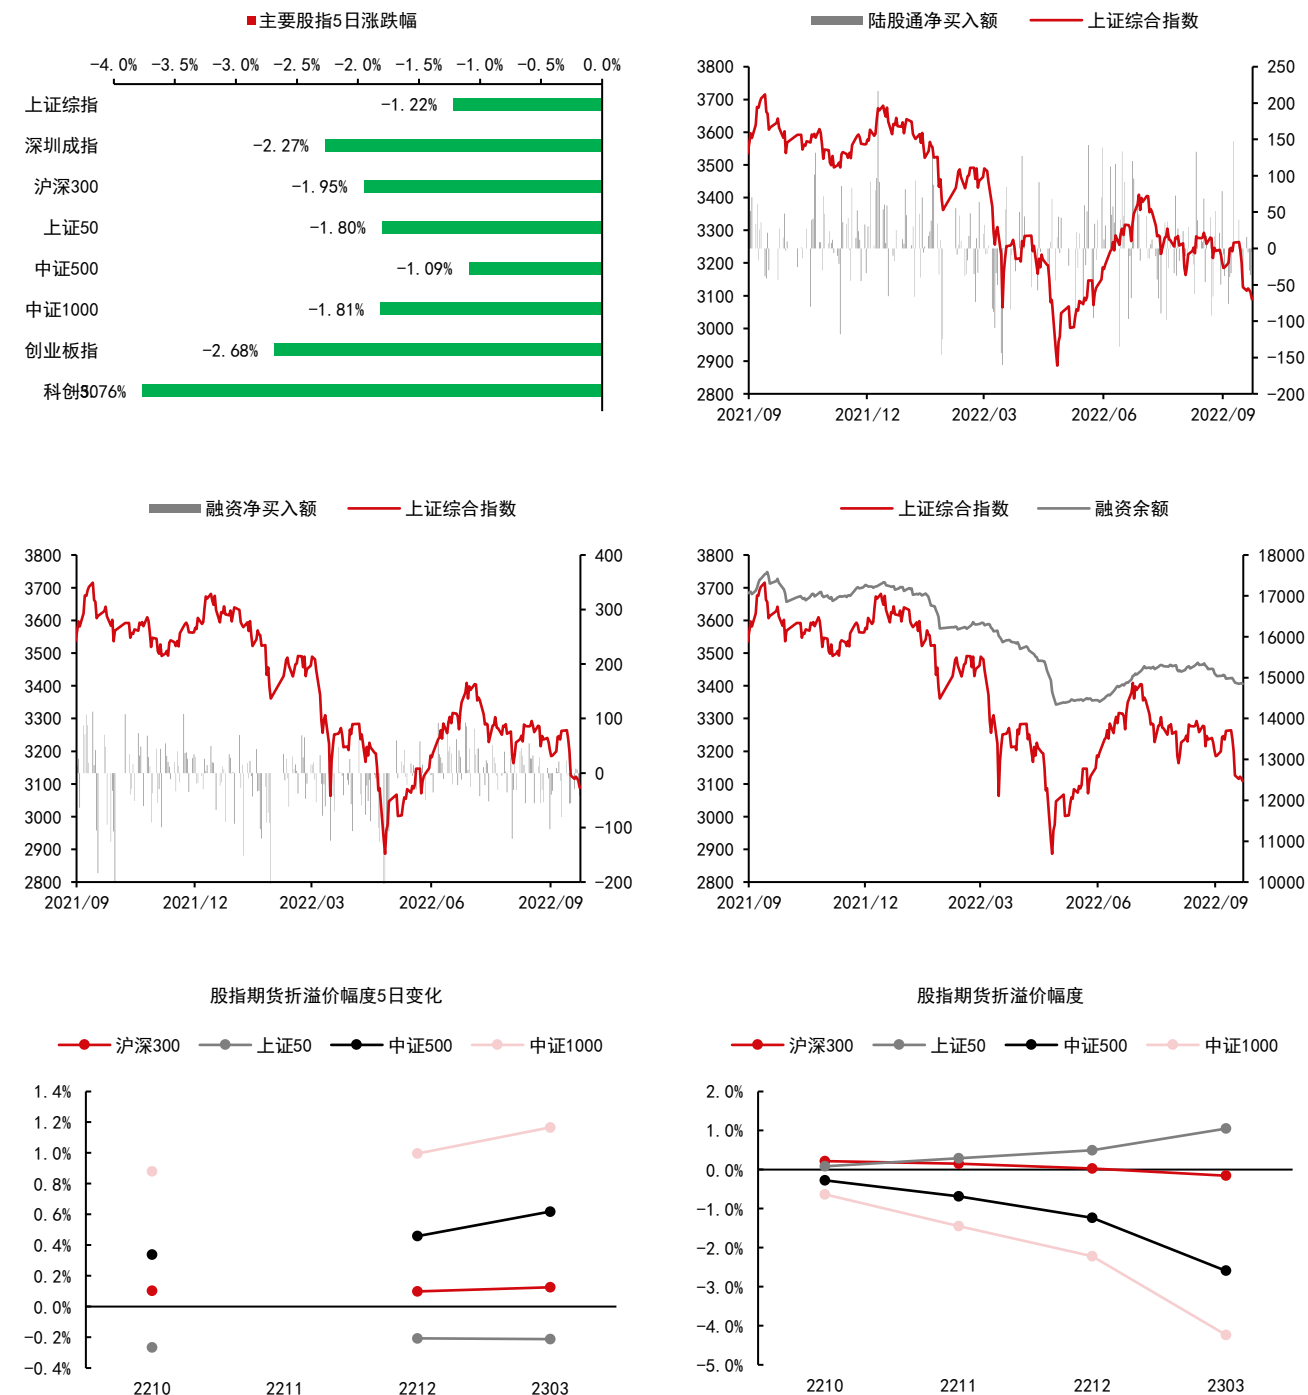 主要股指5日涨跌幅
-4.0% -3.5% -3.0% -2.5% -2.0% -1.5% -1.0% -0.5% 0.0%
上证综指 -1.22%
深圳成指 -2.27%
沪深300 -1.95%
上证50 -1.80%
中证500 -1.09%
中证1000 -1.81%
创业板指 -2.68%
科创50 -3.76%
陆股通净买入额 上证综合指数
3800 250
3700 200
3600 150
3500 100
3400 50
3300 0
3200 -50
3100 -100
3000 -150
2900 -200
2800
2021/09 2021/12 2022/03 2022/06 2022/09
融资净买入额 上证综合指数
3800 400
3700 300
3600 200
3500 100
3400 0
3300 -100
3200 -200
3100
3000
2900
2800
2021/09 2021/12 2022/03 2022/06 2022/09
上证综合指数 融资余额
3800 18000
3700 17000
3600 16000
3500 15000
3400 14000
3300 13000
3200 12000
3100 11000
3000 10000
2900
2800
2021/09 2021/12 2022/03 2022/06 2022/09
股指期货折溢价幅度5日变化
沪深300 上证50 中证500 中证1000
1.4%
1.2%
1.0%
0.8%
0.6%
0.4%
0.2%
0.0%
-0.2%
-0.4%
2210 2211 2212 2303
股指期货折溢价幅度
沪深300 上证50 中证500 中证1000
2.0%
1.0%
0.0%
-1.0%
-2.0%
-3.0%
-4.0%
-5.0%
2210 2211 2212 2303